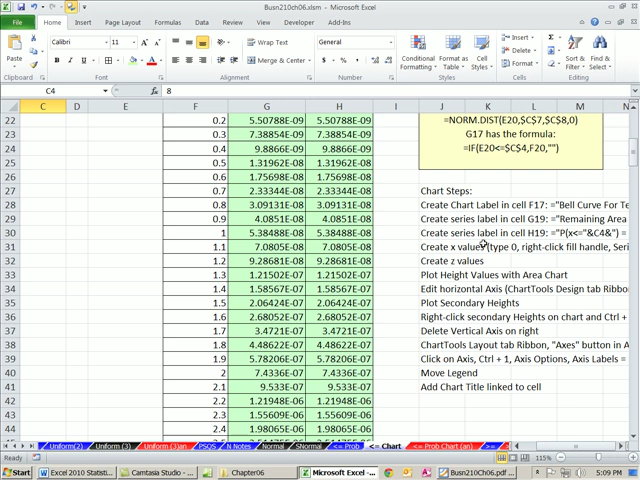 Busn210ch06.xlsm - Microsoft Excel
File Home Insert Page Layout Formulas Data Review View Add-Ins Developer
Calibri 11 Wrap Text General Insert
Paste Merge & Center Conditional Formatting Format as Table Cell Styles Delete Format Sort & Filter Find & Select
Clipboard Font Alignment Number Styles Cells Editing
C4 fx 8
C D E F G H I J K L M N
22 0.2 5.50788E-09 5.50788E-09 =NORM.DIST(E20,$C$7,$C$8,0)
23 0.3 7.38854E-09 7.38854E-09 G17 has the formula:
24 0.4 9.8866E-09 9.8866E-09 =IF(E20<=$C$4,F20,"")
25 0.5 1.31962E-08 1.31962E-08
26 0.6 1.75698E-08 1.75698E-08
27 0.7 2.33344E-08 2.33344E-08 Chart Steps:
28 0.8 3.09131E-08 3.09131E-08 Create Chart Label in cell F17: ="Bell Curve For Te
29 0.9 4.0851E-08 4.0851E-08 Create series label in cell G19: ="Remaining Area
30 1 5.38488E-08 5.38488E-08 Create series label in cell H19: ="P(x<="&C4&") =
31 1.1 7.0805E-08 7.0805E-08 Create x values (type 0, right-click fill handle, Seri
32 1.2 9.28681E-08 9.28681E-08 Create z values
33 1.3 1.21502E-07 1.21502E-07 Plot Height Values with Area Chart
34 1.4 1.58567E-07 1.58567E-07 Edit horizontal Axis (ChartTools Design tab Ribbon
35 1.5 2.06424E-07 2.06424E-07 Plot Secondary Heights
36 1.6 2.68052E-07 2.68052E-07 Right-click secondary Heights on chart and Ctrl +
37 1.7 3.4721E-07 3.4721E-07 Delete Vertical Axis on right
38 1.8 4.48622E-07 4.48622E-07 ChartTools Layout tab Ribbon, "Axes" button in A
39 1.9 5.78206E-07 5.78206E-07 Click on Axis, Ctrl + 1, Axis Options, Axis Labels =
40 2 7.43336E-07 7.43336E-07 Move Legend
41 2.1 9.533E-07 9.533E-07 Add Chart Title linked to cell
42 2.2 1.21948E-06 1.21948E-06
43 2.3 1.55609E-06 1.55609E-06
44 2.4 1.98065E-06 1.98065E-06
Uniform(2) Uniform (3) Uniform (3)an PSQS N Notes Normal SNormal <= Prob <= Chart <= Prob Chart (an) >=
Ready 115%
Start Excel 2010 Statisti... Camtasia Studio - ... Chapter06 Microsoft Excel - ... Busn210Ch06.pdf ... 5:09 PM